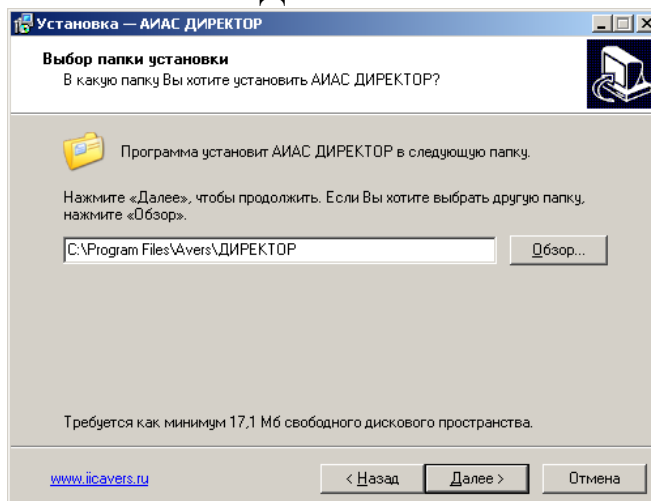 Установка — АИАС ДИРЕКТОР
Выбор папки установки
В какую папку Вы хотите установить АИАС ДИРЕКТОР?
Программа установит АИАС ДИРЕКТОР в следующую папку.
Нажмите «Далее», чтобы продолжить. Если Вы хотите выбрать другую папку,
нажмите «Обзор».
C:\Program Files\Avers\ДИРЕКТОР
Обзор...
Требуется как минимум 17,1 Мб свободного дискового пространства.
www.iicavers.ru
< Назад
Далее >
Отмена